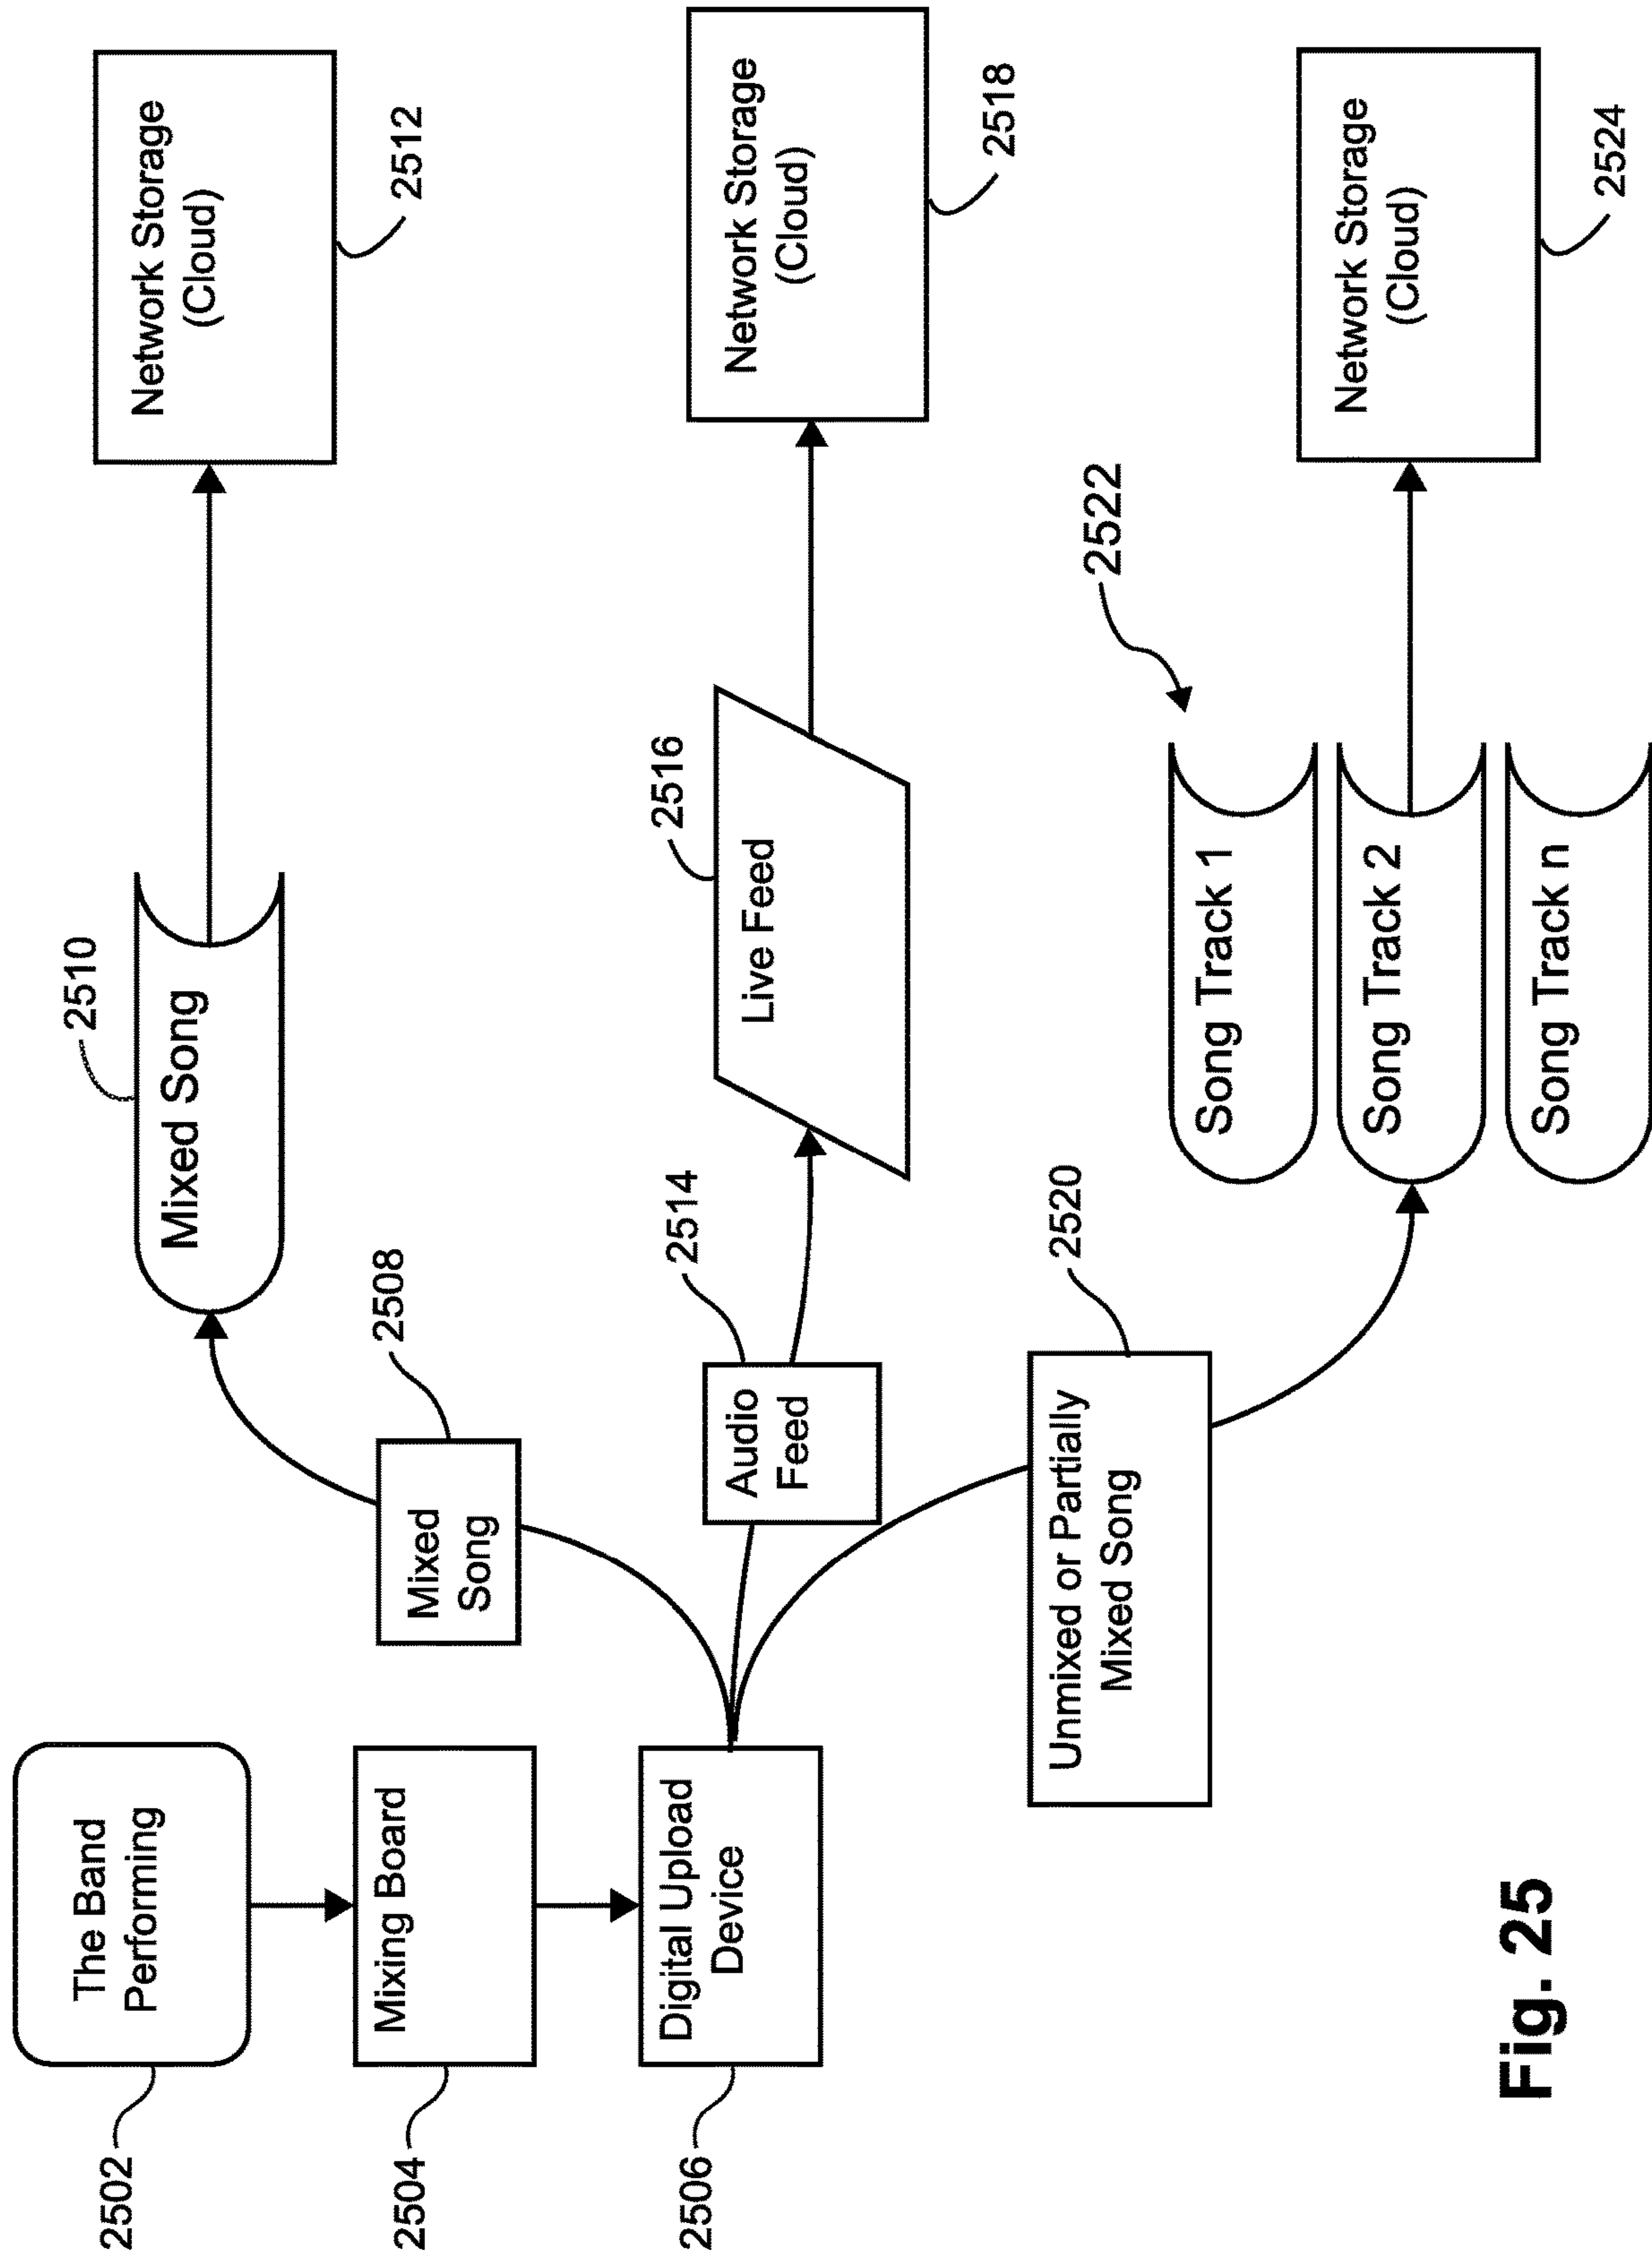 2502
The Band
Performing
2504
Mixing Board
2506
Digital Upload
Device
2508
Mixed
Song
2510
Mixed Song
2512
Network Storage
(Cloud)
2514
Audio
Feed
2516
Live Feed
2518
Network Storage
(Cloud)
2520
Unmixed or Partially
Mixed Song
2522
Song Track 1
Song Track 2
Song Track n
2524
Network Storage
(Cloud)
Fig. 25